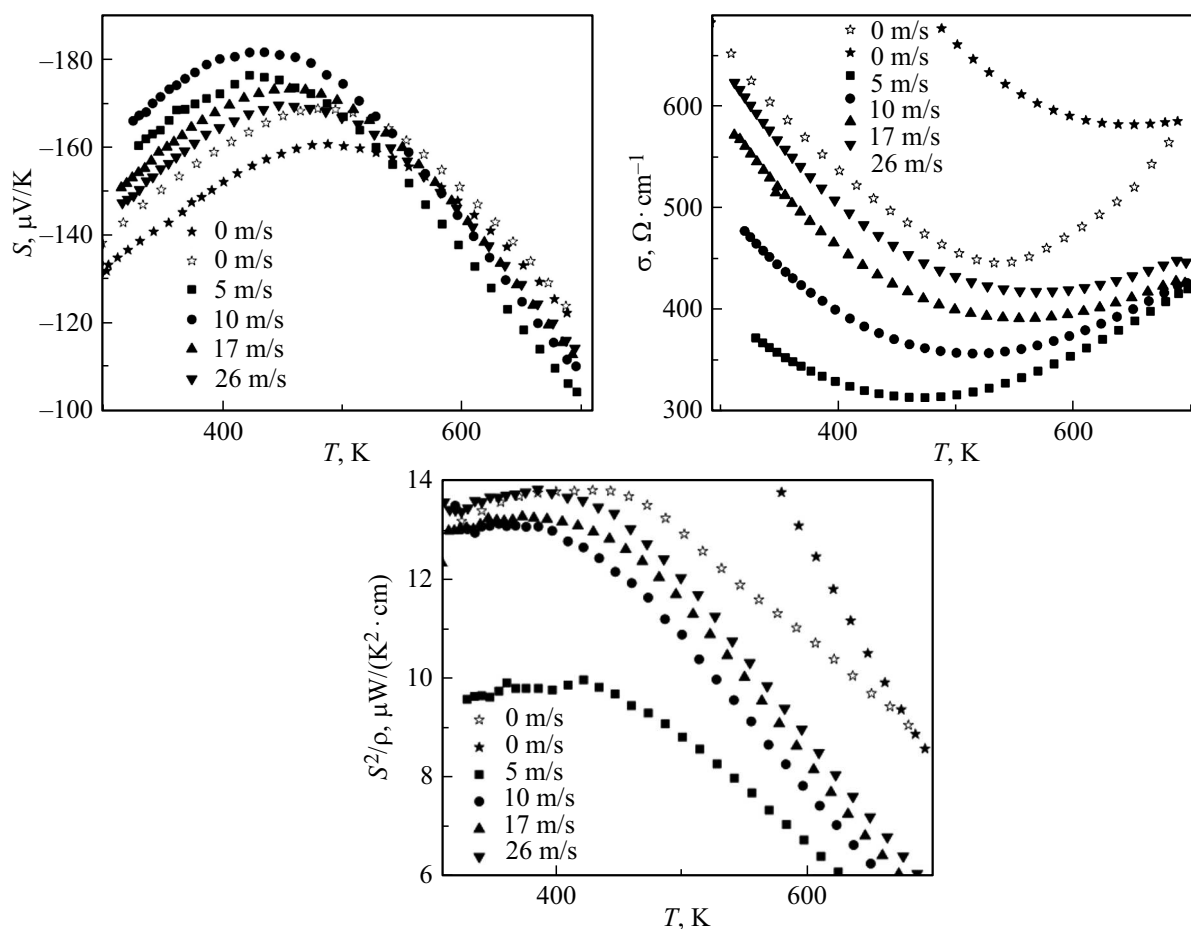 –180
–160
–140
–120
–100
S, μV/K
0 m/s
0 m/s
5 m/s
10 m/s
17 m/s
26 m/s
400
600
T, K
600
500
400
300
σ, Ω · cm–1
0 m/s
0 m/s
5 m/s
10 m/s
17 m/s
26 m/s
400
600
T, K
14
12
10
8
6
S2/ρ, μW/(K2 · cm)
0 m/s
0 m/s
5 m/s
10 m/s
17 m/s
26 m/s
400
600
T, K